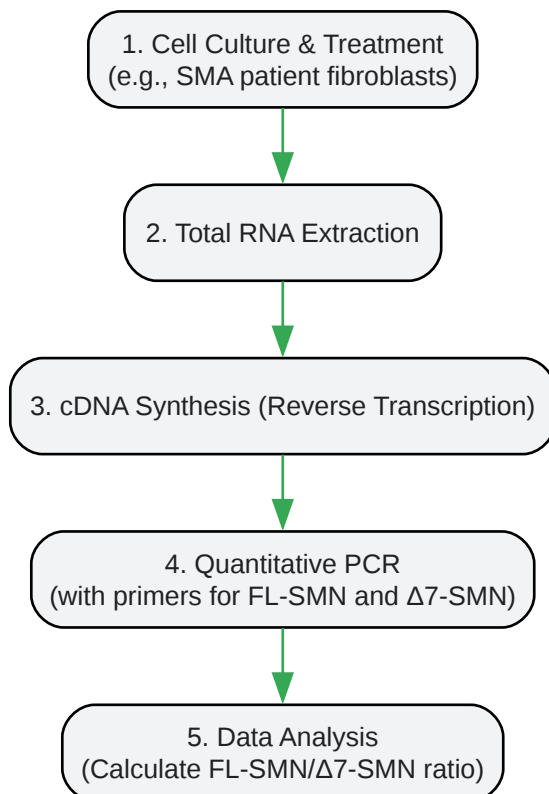 1. Cell Culture & Treatment
(e.g., SMA patient fibroblasts)
2. Total RNA Extraction
3. cDNA Synthesis (Reverse Transcription)
4. Quantitative PCR
(with primers for FL-SMN and Δ7-SMN)
5. Data Analysis
(Calculate FL-SMN/Δ7-SMN ratio)